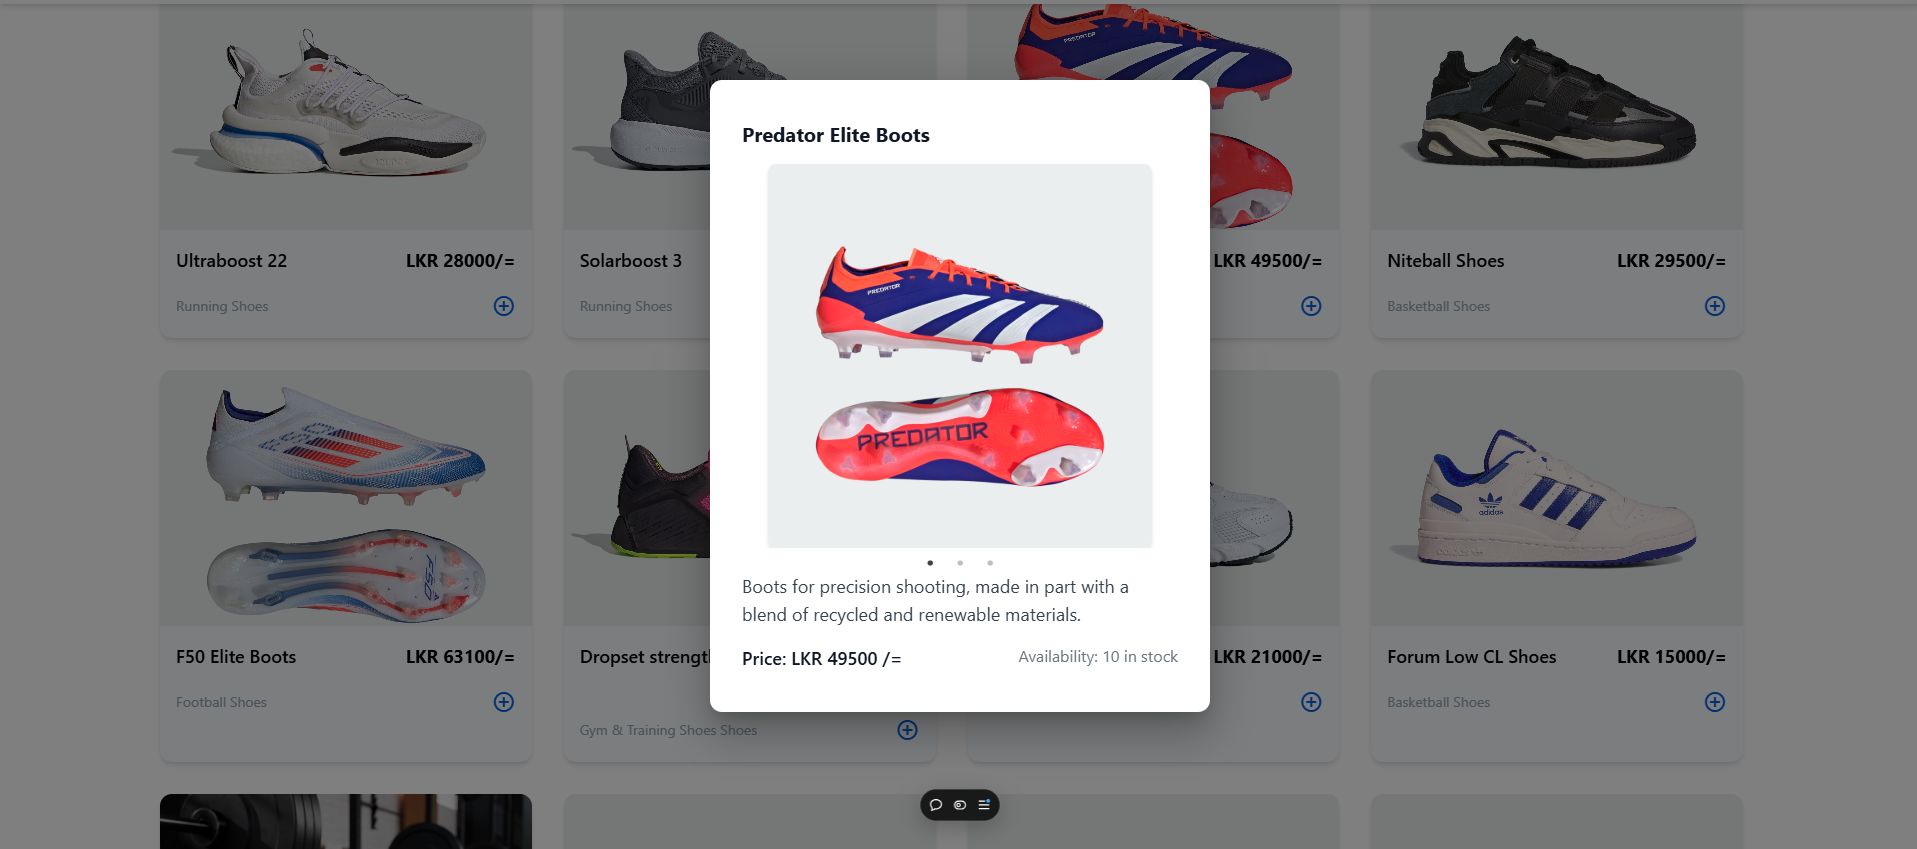 Predator Elite Boots
PREDATOR
PREDATOR
Boots for precision shooting, made in part with a
blend of recycled and renewable materials.
Price: LKR 49500 /=
Availability: 10 in stock
PREDATOR
Ultraboost 22
LKR 28000/=
Running Shoes
Solarboost 3
Running Shoes
LKR 49500/=
Niteball Shoes
LKR 29500/=
Basketball Shoes
F50
F50 Elite Boots
LKR 63100/=
Football Shoes
Dropset strengt
Gym & Training Shoes Shoes
LKR 21000/=
adidas
Forum Low CL Shoes
LKR 15000/=
Basketball Shoes